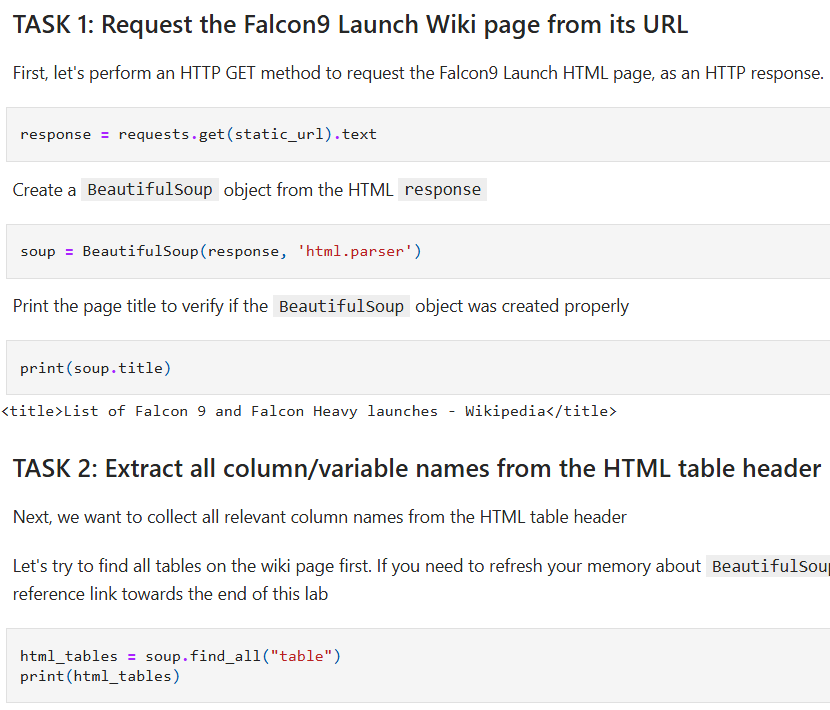 TASK 1: Request the Falcon9 Launch Wiki page from its URL
First, let's perform an HTTP GET method to request the Falcon9 Launch HTML page, as an HTTP response.
response = requests.get(static_url).text
Create a BeautifulSoup object from the HTML response
soup = BeautifulSoup(response, 'html.parser')
Print the page title to verify if the BeautifulSoup object was created properly
print(soup.title)
<title>List of Falcon 9 and Falcon Heavy launches - Wikipedia</title>
TASK 2: Extract all column/variable names from the HTML table header
Next, we want to collect all relevant column names from the HTML table header
Let's try to find all tables on the wiki page first. If you need to refresh your memory about BeautifulSou
reference link towards the end of this lab
html_tables = soup.find_all("table")
print(html_tables)